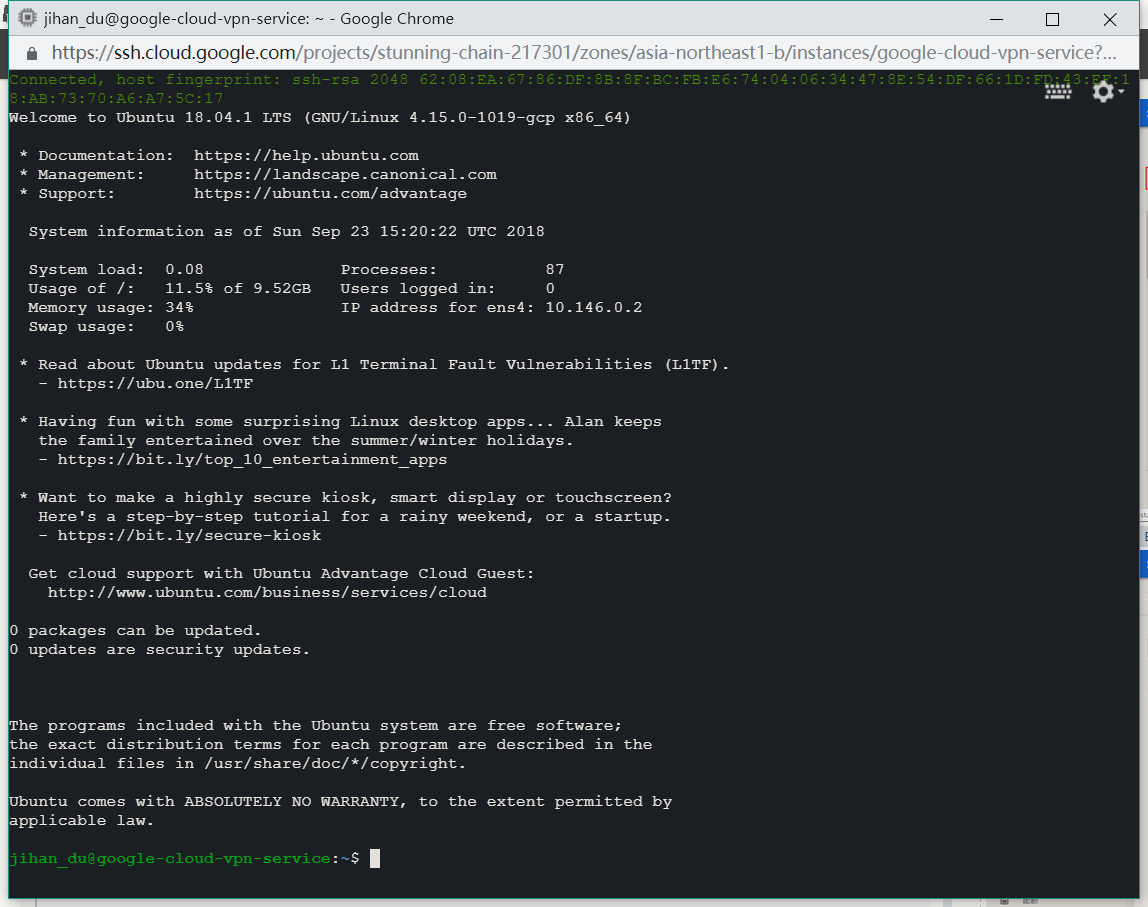 jihan_du@google-cloud-vpn-service: ~ - Google Chrome
https://ssh.cloud.google.com/projects/stunning-chain-217301/zones/asia-northeast1-b/instances/google-cloud-vpn-service?...
Connected, host fingerprint: ssh-rsa 2048 62:08:EA:67:86:DF:8B:8F:BC:FB:E6:74:04:06:34:47:8E:54:DF:66:1D:FD:43:EE:1
8:AB:73:70:A6:A7:5C:17
Welcome to Ubuntu 18.04.1 LTS (GNU/Linux 4.15.0-1019-gcp x86_64)
* Documentation:  https://help.ubuntu.com
* Management:     https://landscape.canonical.com
* Support:        https://ubuntu.com/advantage
System information as of Sun Sep 23 15:20:22 UTC 2018
System load:  0.08              Processes:           87
Usage of /:   11.5% of 9.52GB   Users logged in:     0
Memory usage: 34%               IP address for ens4: 10.146.0.2
Swap usage:   0%
* Read about Ubuntu updates for L1 Terminal Fault Vulnerabilities (L1TF).
- https://ubu.one/L1TF
* Having fun with some surprising Linux desktop apps... Alan keeps
the family entertained over the summer/winter holidays.
- https://bit.ly/top_10_entertainment_apps
* Want to make a highly secure kiosk, smart display or touchscreen?
Here's a step-by-step tutorial for a rainy weekend, or a startup.
- https://bit.ly/secure-kiosk
Get cloud support with Ubuntu Advantage Cloud Guest:
http://www.ubuntu.com/business/services/cloud
0 packages can be updated.
0 updates are security updates.
The programs included with the Ubuntu system are free software;
the exact distribution terms for each program are described in the
individual files in /usr/share/doc/*/copyright.
Ubuntu comes with ABSOLUTELY NO WARRANTY, to the extent permitted by
applicable law.
jihan_du@google-cloud-vpn-service:~$